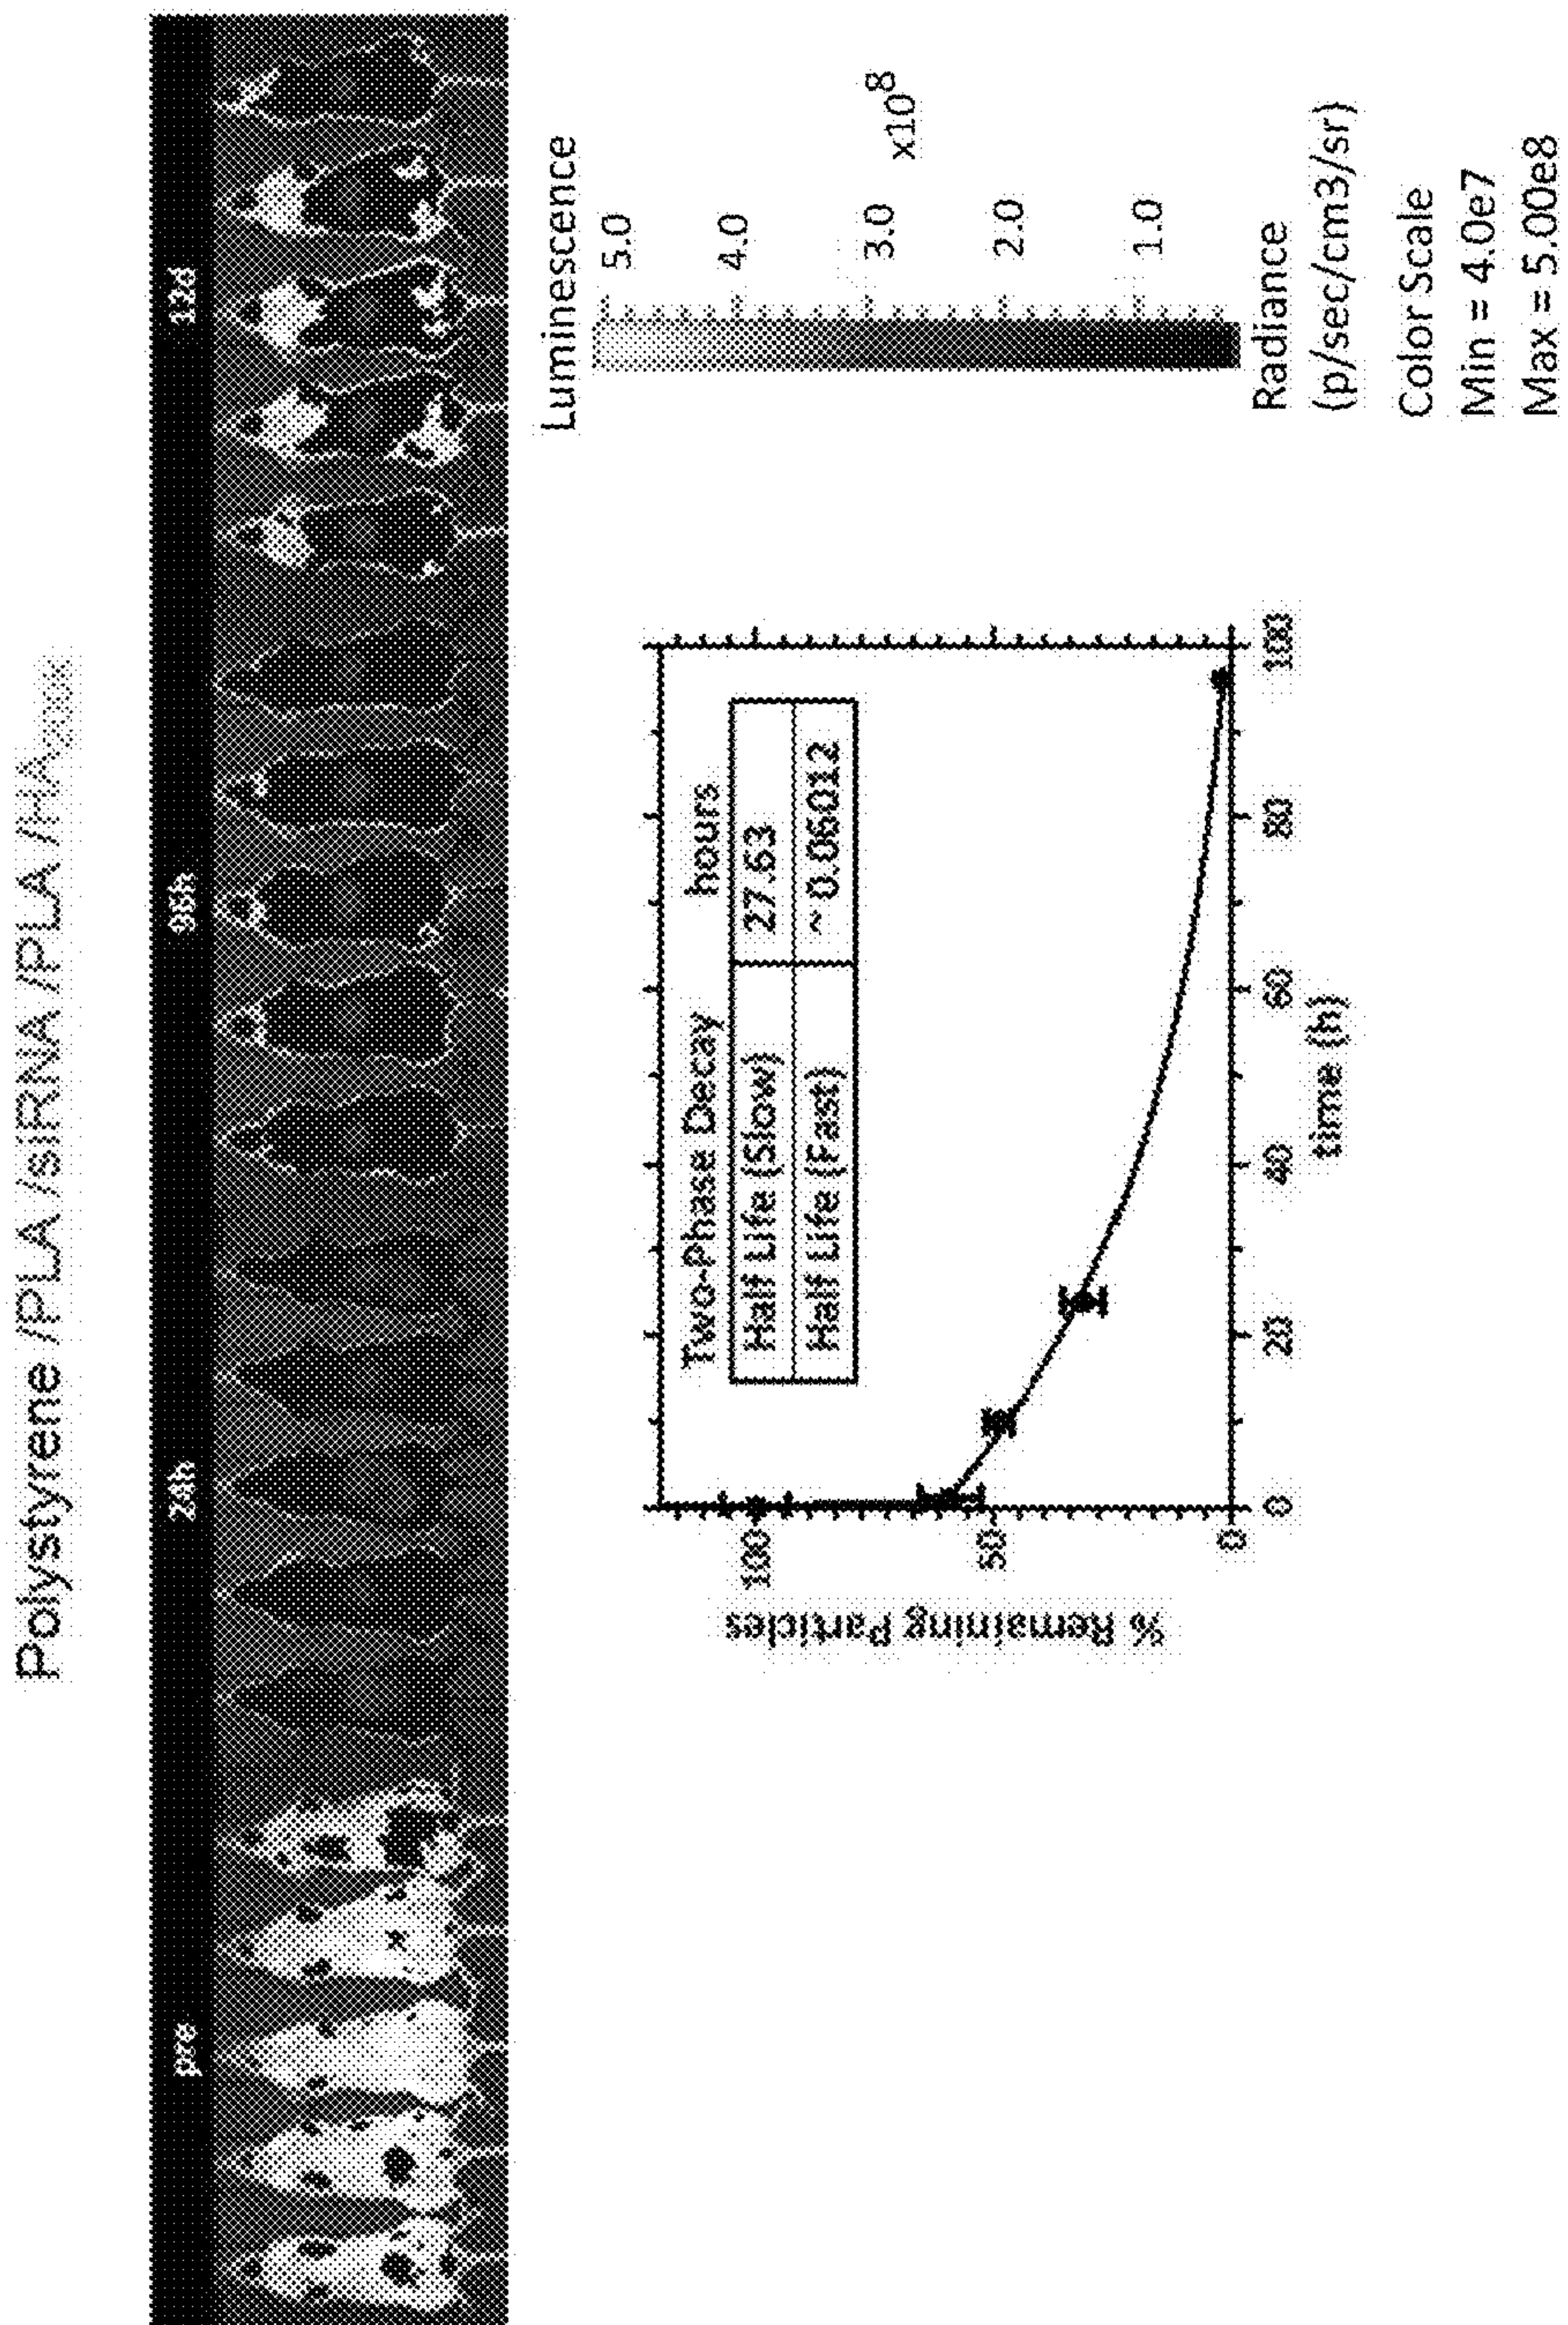 Polystyrene /PLA /siRNA /PLA /HA
pre 24h 96h 12d
Two-Phase Decay hours
Half Life (Slow) 27.63
Half Life (Fast) ~ 0.06012
% Remaining Particles
100
50
0
0 20 40 60 80 100
time (h)
Luminescence
5.0
4.0
3.0
2.0
1.0
x10⁸
Radiance
(p/sec/cm3/sr)
Color Scale
Min = 4.0e7
Max = 5.00e8